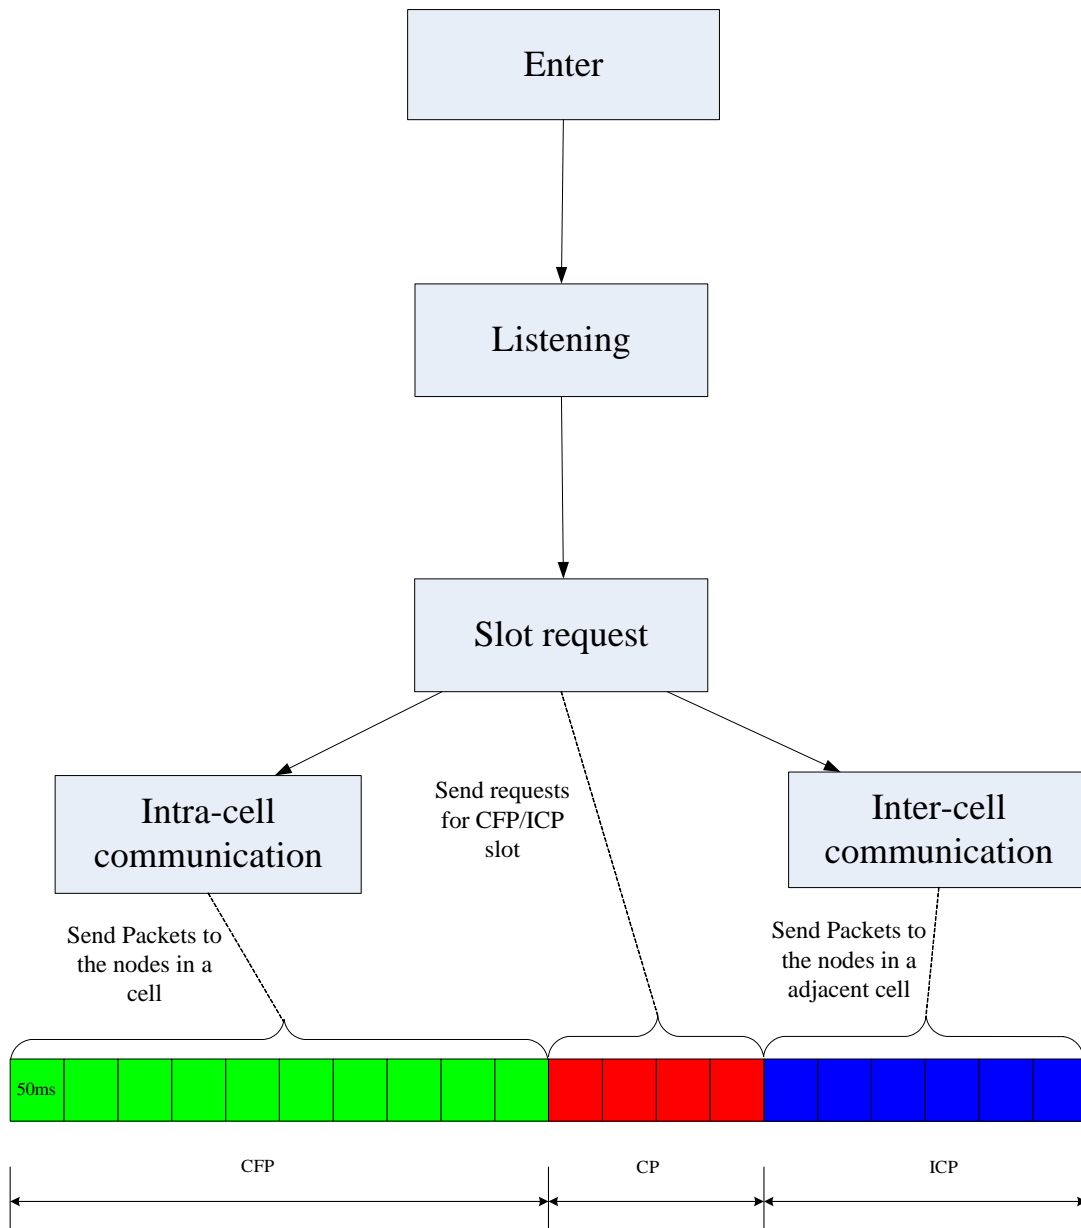 Enter
Listening
Slot request
Intra-cell
communication
Send requests
for CFP/ICP
slot
Inter-cell
communication
Send Packets to
the nodes in a
cell
Send Packets to
the nodes in a
adjacent cell
50ms
CFP
CP
ICP